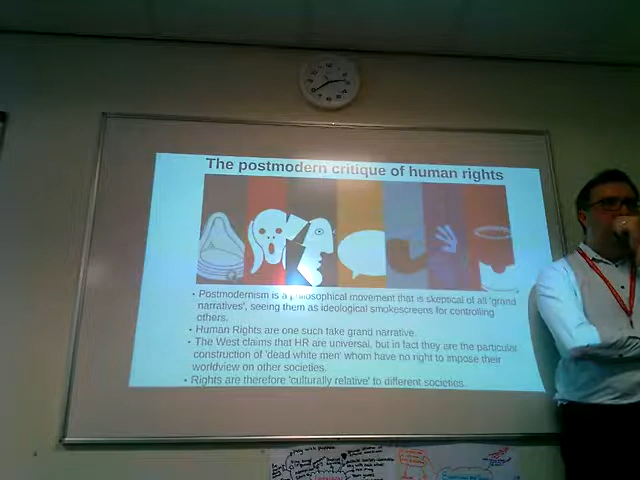 The postmodern critique of human rights
• Postmodernism is a philosophical movement that is skeptical of all 'grand
narratives', seeing them as ideological smokescreens for controlling
others.
• Human Rights are one such fake grand narrative.
• The West claims that HR are universal, but in fact they are the particular
construction of 'dead white men' whom have no right to impose their
worldview on other societies.
• Rights are therefore 'culturally relative' to different societies.